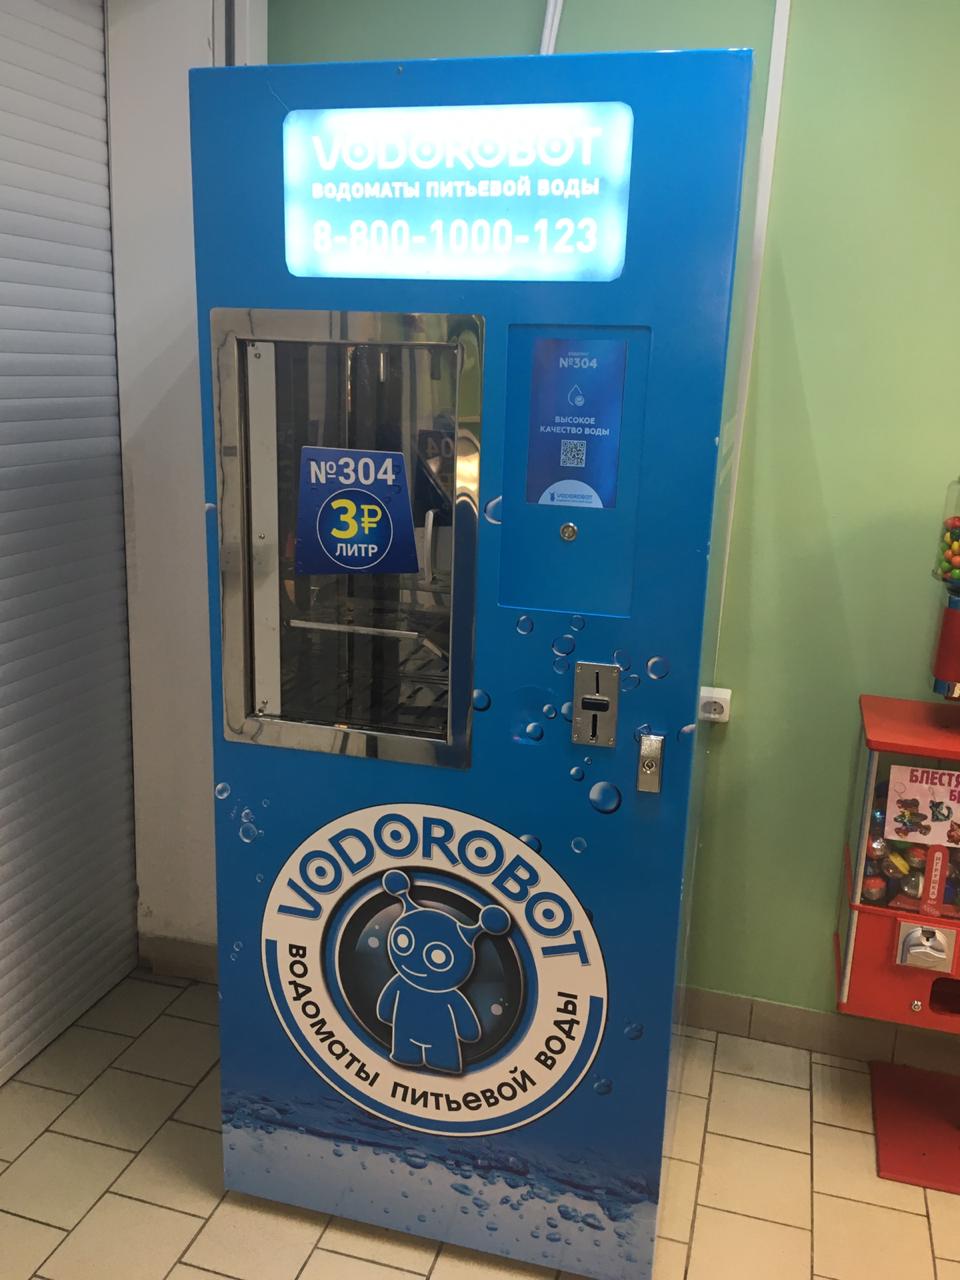 VODOROBOT
ВОДОМАТЫ ПИТЬЕВОЙ ВОДЫ
8-800-1000-123
№304
3₽
ЛИТР
№304
ВЫСОКОЕ
КАЧЕСТВО ВОДЫ
VODOROBOT
VODOROBOT
ВОДОМАТЫ ПИТЬЕВОЙ ВОДЫ
БЛЕСТЯ